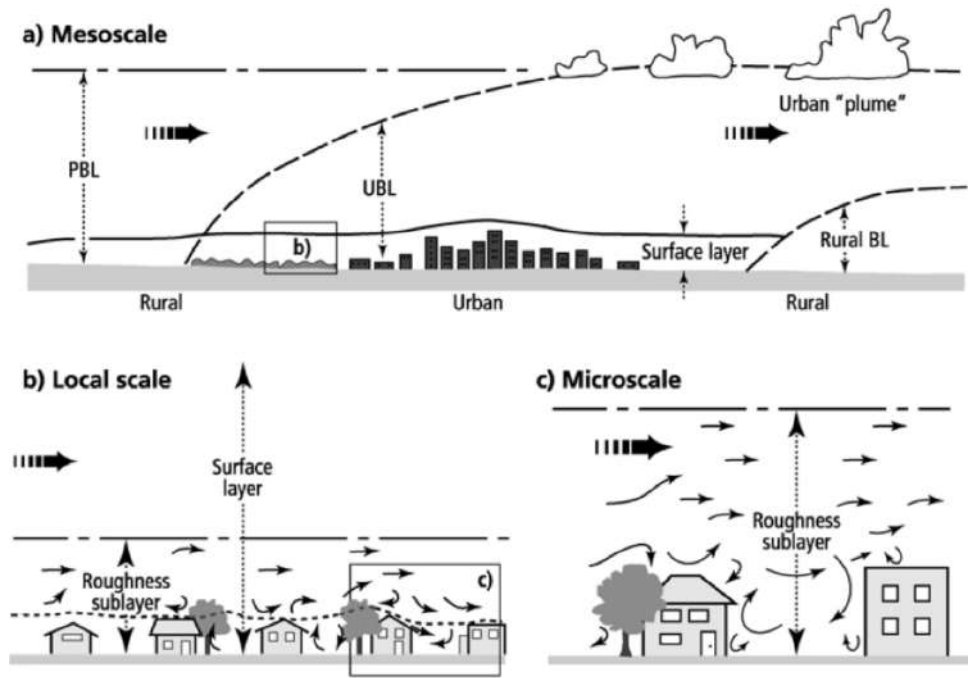 a) Mesoscale
Urban "plume"
PBL
UBL
b)
Surface layer
Rural BL
Rural
Urban
Rural
b) Local scale
Surface
layer
Roughness
sublayer
c)
c) Microscale
Roughness
sublayer